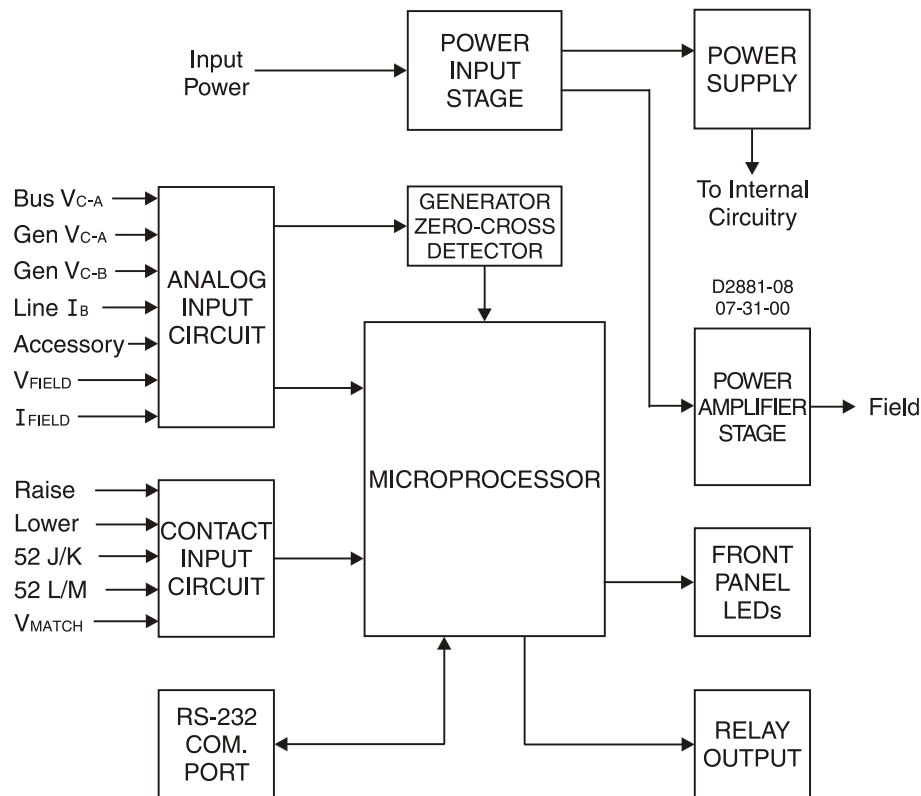 Input
Power
POWER
INPUT
STAGE
POWER
SUPPLY
To Internal
Circuitry
Bus VC-A
Gen VC-A
Gen VC-B
Line IB
Accessory
VFIELD
IFIELD
ANALOG
INPUT
CIRCUIT
GENERATOR
ZERO-CROSS
DETECTOR
D2881-08
07-31-00
POWER
AMPLIFIER
STAGE
Field
MICROPROCESSOR
Raise
Lower
52 J/K
52 L/M
VMATCH
CONTACT
INPUT
CIRCUIT
FRONT
PANEL
LEDs
RS-232
COM.
PORT
RELAY
OUTPUT